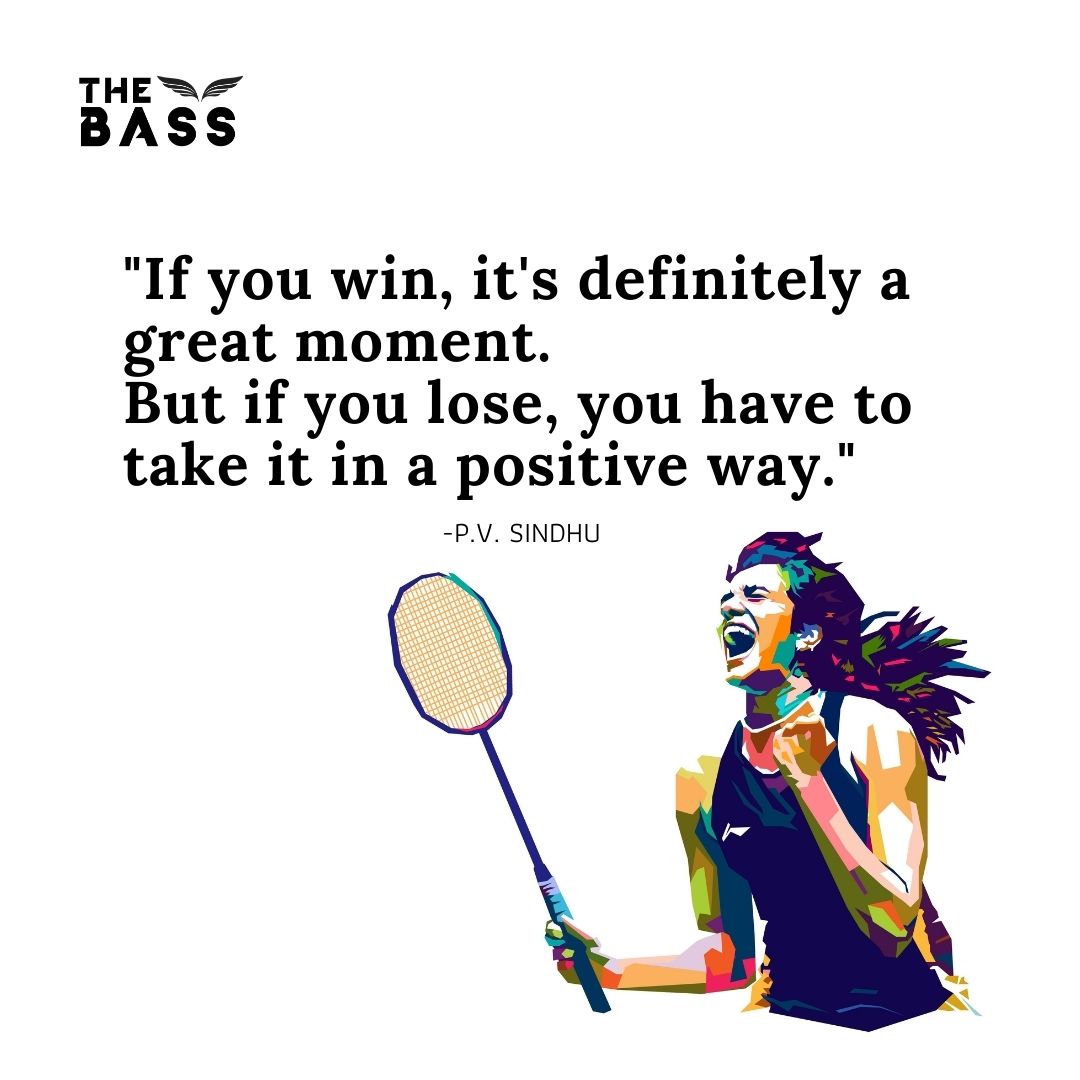 THE
BASS
"If you win, it's definitely a
great moment.
But if you lose, you have to
take it in a positive way."
-P.V. SINDHU